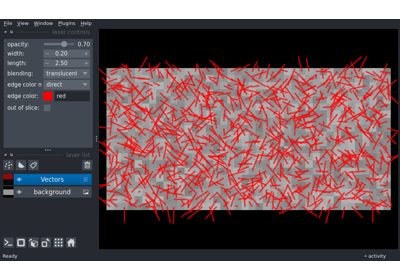 File View Window Plugins Help
layer controls
opacity: 0.70
width: 0.20
length: 2.50
blending: translucent
edge color m direct
edge color: red
out of slice:
layer list
Vectors
background
Ready
activity